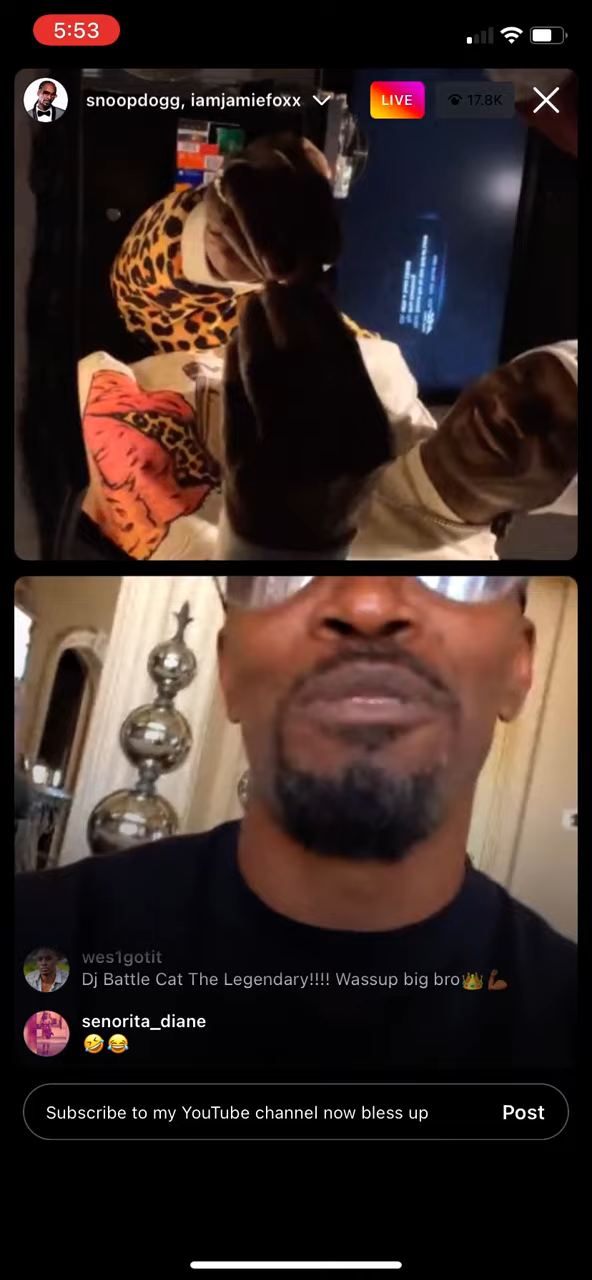 5:53
snoopdogg, iamjamiefoxx
LIVE
17.8K
wes1gotit
Dj Battle Cat The Legendary!!!! Wassup big bro👑💪🏾
senorita_diane
🤣😂
Subscribe to my YouTube channel now bless up
Post